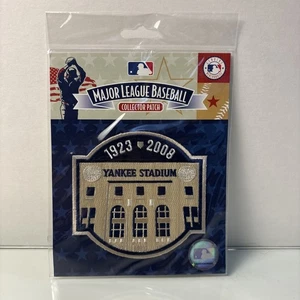 MAJOR LEAGUE BASEBALL
COLLECTOR PATCH
1923 2008
YANKEE STADIUM